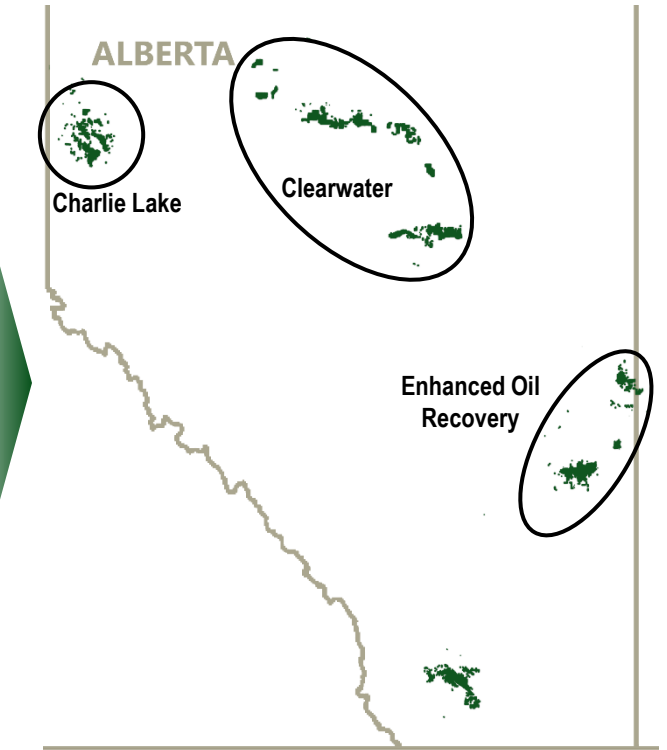 ALBERTA
Charlie Lake
Clearwater
Enhanced Oil
Recovery